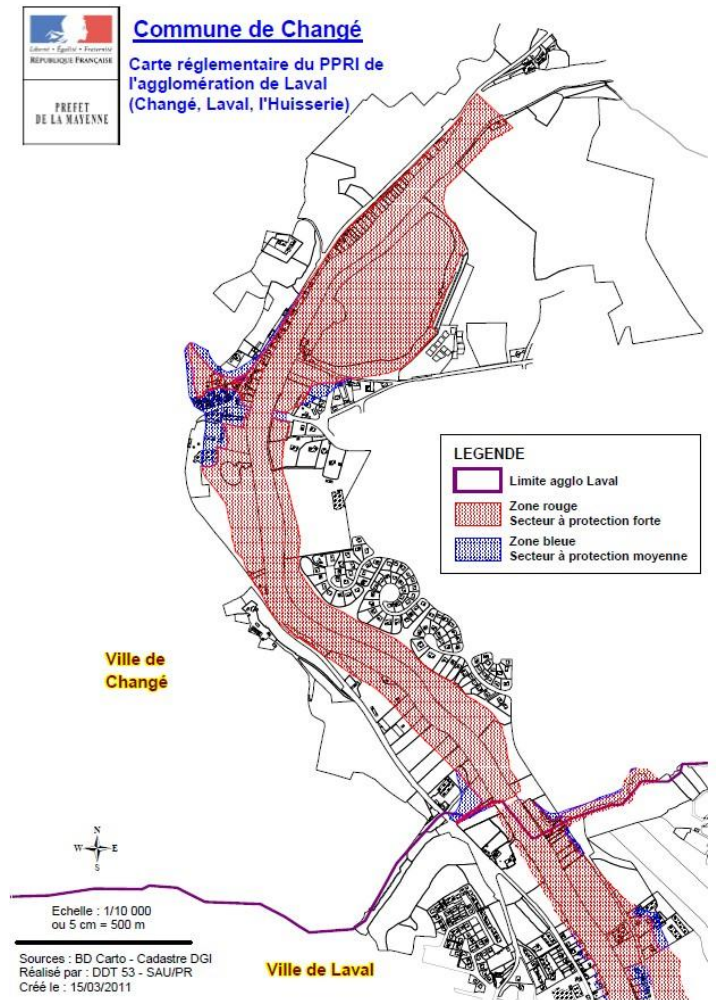 Commune de Changé
Liberté • Égalité • Fraternité
RÉPUBLIQUE FRANÇAISE
PREFET
DE LA MAYENNE
Carte réglementaire du PPRI de
l'agglomération de Laval
(Changé, Laval, l'Huisserie)
LEGENDE
Limite agglo Laval
Zone rouge
Secteur à protection forte
Zone bleue
Secteur à protection moyenne
Ville de
Changé
N
W E
S
Echelle : 1/10 000
ou 5 cm = 500 m
Sources : BD Carto - Cadastre DGI
Réalisé par : DDT 53 - SAU/PR
Créé le : 15/03/2011
Ville de Laval